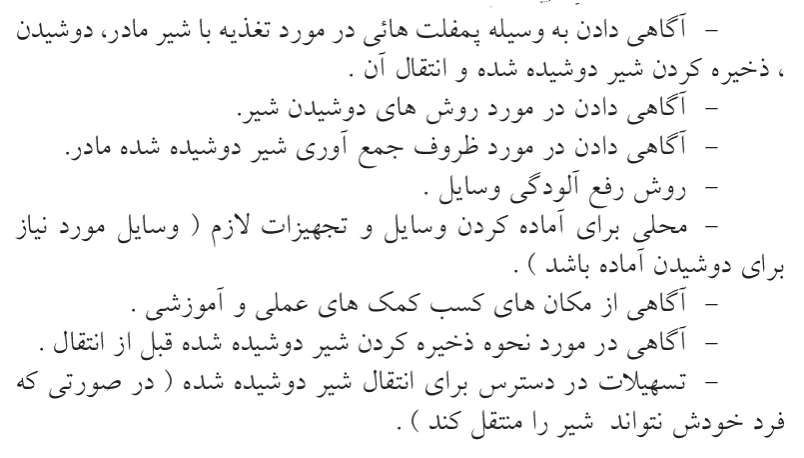 – آگاهی دادن به وسیله پمفلت هائی در مورد تغذیه با شیر مادر، دوشیدن
، ذخیره کردن شیر دوشیده شده و انتقال آن .
– آگاهی دادن در مورد روش های دوشیدن شیر.
– آگاهی دادن در مورد ظروف جمع آوری شیر دوشیده شده مادر.
– روش رفع آلودگی وسایل .
– محلی برای آماده کردن وسایل و تجهیزات لازم ( وسایل مورد نیاز
برای دوشیدن آماده باشد ) .
– آگاهی از مکان های کسب کمک های عملی و آموزشی .
– آگاهی در مورد نحوه ذخیره کردن شیر دوشیده شده قبل از انتقال .
– تسهیلات در دسترس برای انتقال شیر دوشیده شده ( در صورتی که
فرد خودش نتواند شیر را منتقل کند ) .